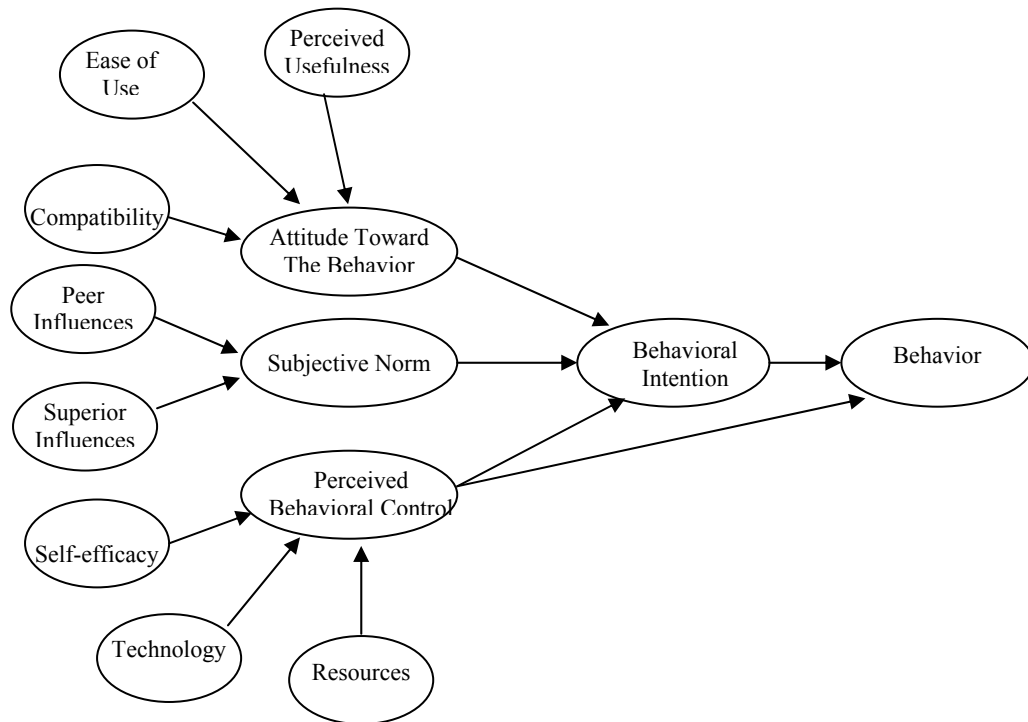 Perceived
Usefulness
Ease of
Use
Compatibility
Attitude Toward
The Behavior
Peer
Influences
Subjective Norm
Behavioral
Intention
Behavior
Superior
Influences
Perceived
Behavioral Control
Self-efficacy
Technology
Resources